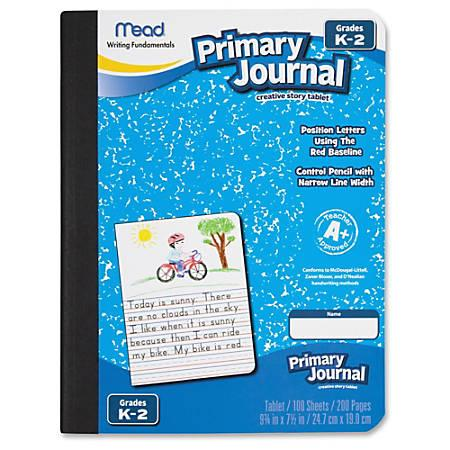 Mead
Writing Fundamentals
Primary
Journal
creative story tablet
Grades
K-2
Position Letters
Using The
Red Baseline
Control Pencil with
Narrow Line Width
Teacher
A+
Approved
Conforms to McDougal-Littell,
Zaner Bloser, and D'Nealian
handwriting methods
Today is sunny. There
are no clouds in the sky.
I like when it is sunny
because then I can ride
my bike. My bike is red.
Name
Primary
Journal
creative story tablet
Grades
K-2
Tablet / 100 Sheets / 200 Pages
9¾ in x 7½ in / 24.7 cm x 19.0 cm